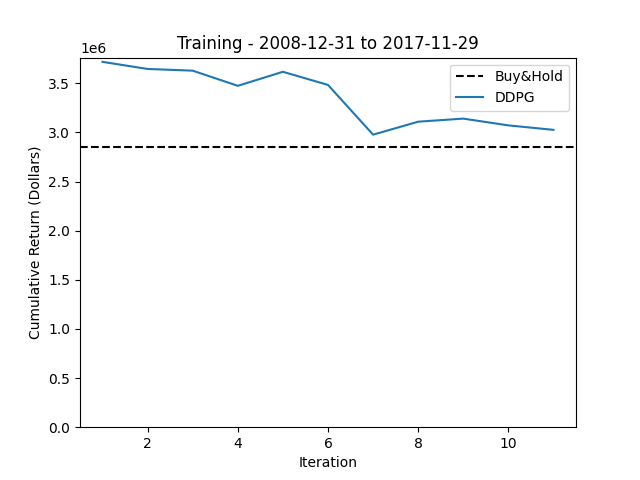 Training - 2008-12-31 to 2017-11-29
1e6
Buy&Hold
DDPG
3.5
3.0
2.5
2.0
1.5
1.0
0.5
0.0
Cumulative Return (Dollars)
2 4 6 8 10
Iteration